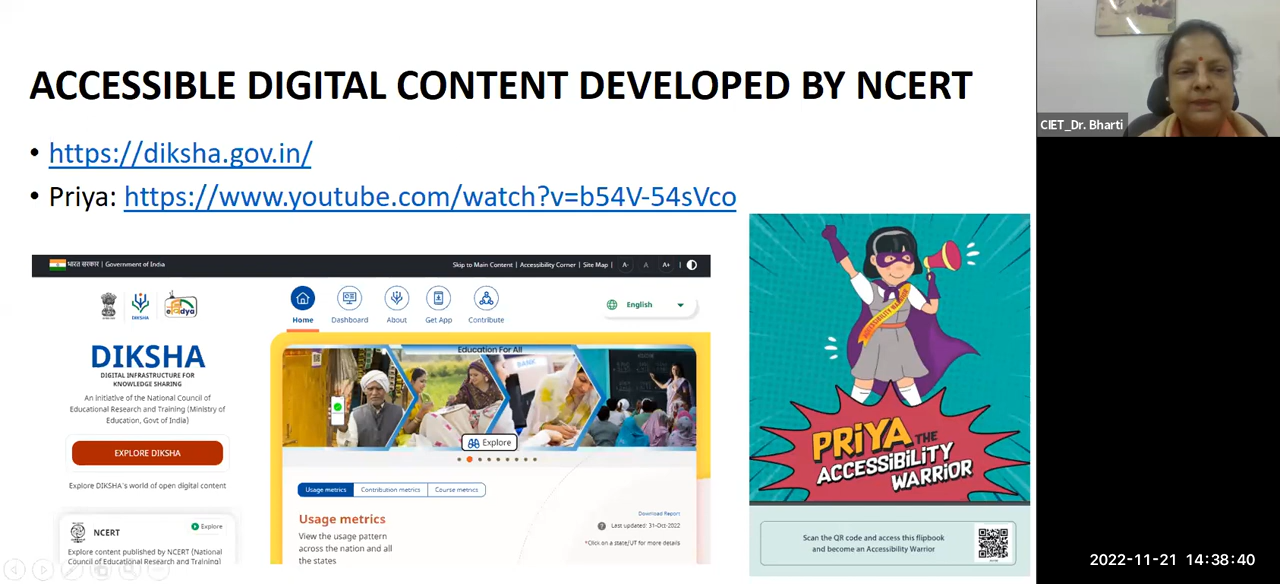 ACCESSIBLE DIGITAL CONTENT DEVELOPED BY NCERT
• https://diksha.gov.in/
• Priya: https://www.youtube.com/watch?v=b54V-54sVco
भारत सरकार | Government of India
Skip to Main Content | Accessibility Corner | Site Map | A- A A+ |
DIKSHA
Home
Dashboard
About
Get App
Contribute
English
DIKSHA
DIGITAL INFRASTRUCTURE FOR
KNOWLEDGE SHARING
An initiative of the National Council of
Educational Research and Training (Ministry of
Education, Govt of India)
EXPLORE DIKSHA
Explore DIKSHA's world of open digital content
NCERT
Explore
Explore content published by NCERT (National
Council of Educational Research and Training)
Education For All
BANK
Explore
Usage metrics
Contribution metrics
Course metrics
Usage metrics
View the usage pattern
across the nation and all
the states
Download Report
Last updated: 31-Oct-2022
*Click on a state/UT for more details
ACCESSIBILITY WARRIOR
PRiYA THE
ACCESSiBiLiTY
WARRiOR
Scan the QR code and access this flipbook
and become an Accessibility Warrior
CIET_Dr. Bharti
2022-11-21 14:38:40